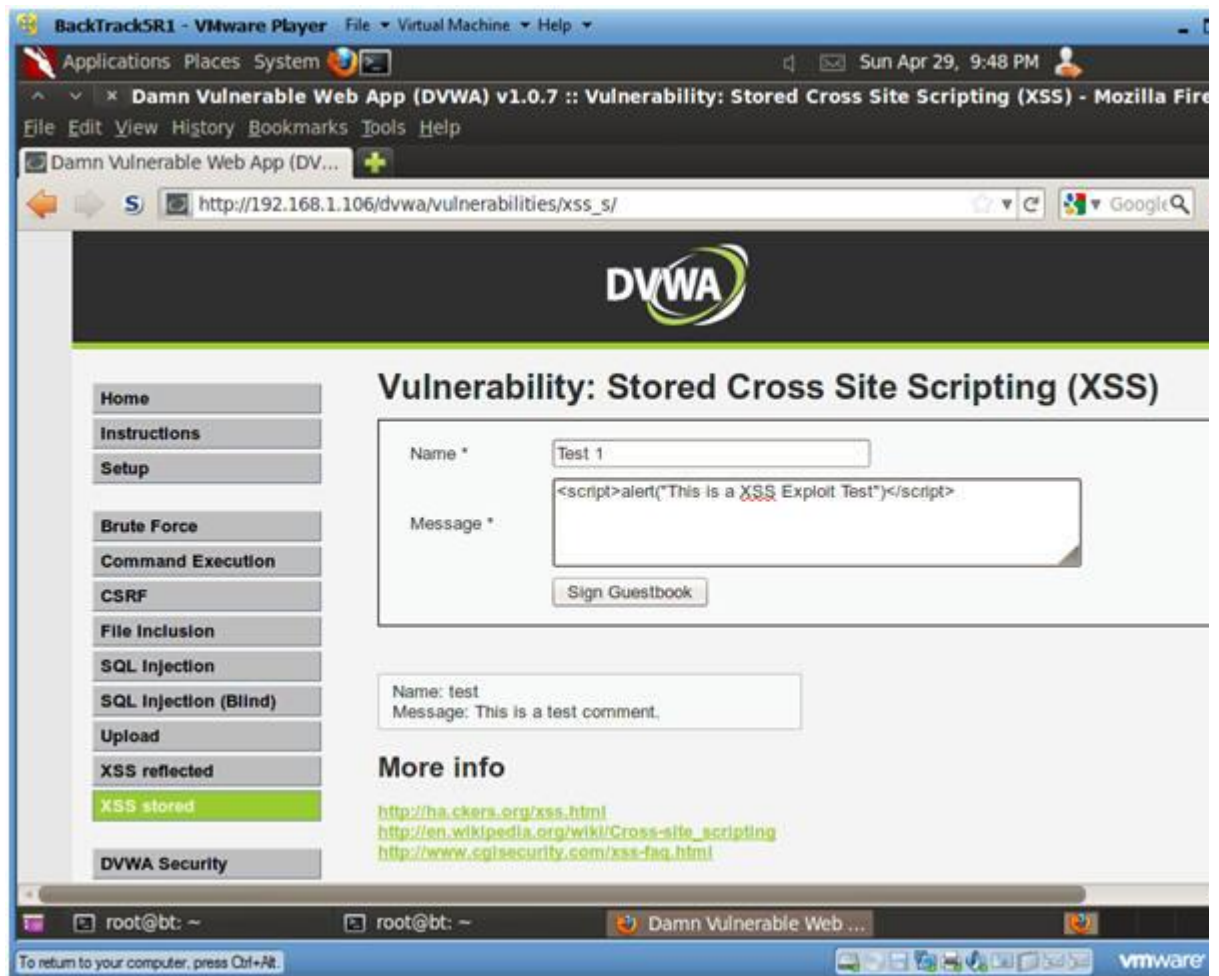 BackTrack5R1 - VMware Player File Virtual Machine Help
Applications Places System Sun Apr 29, 9:48 PM
Damn Vulnerable Web App (DVWA) v1.0.7 :: Vulnerability: Stored Cross Site Scripting (XSS) - Mozilla Fire
File Edit View History Bookmarks Tools Help
Damn Vulnerable Web App (DV...
http://192.168.1.106/dvwa/vulnerabilities/xss_s/ Google
DVWA
Home
Instructions
Setup
Brute Force
Command Execution
CSRF
File Inclusion
SQL Injection
SQL Injection (Blind)
Upload
XSS reflected
XSS stored
DVWA Security
Vulnerability: Stored Cross Site Scripting (XSS)
Name * Test 1
Message * <script>alert("This is a XSS Exploit Test")</script>
Sign Guestbook
Name: test
Message: This is a test comment.
More info
http://ha.ckers.org/xss.html
http://en.wikipedia.org/wiki/Cross-site_scripting
http://www.cgisecurity.com/xss-faq.html
root@bt: ~ root@bt: ~ Damn Vulnerable Web ...
To return to your computer, press Ctrl+Alt. vmware